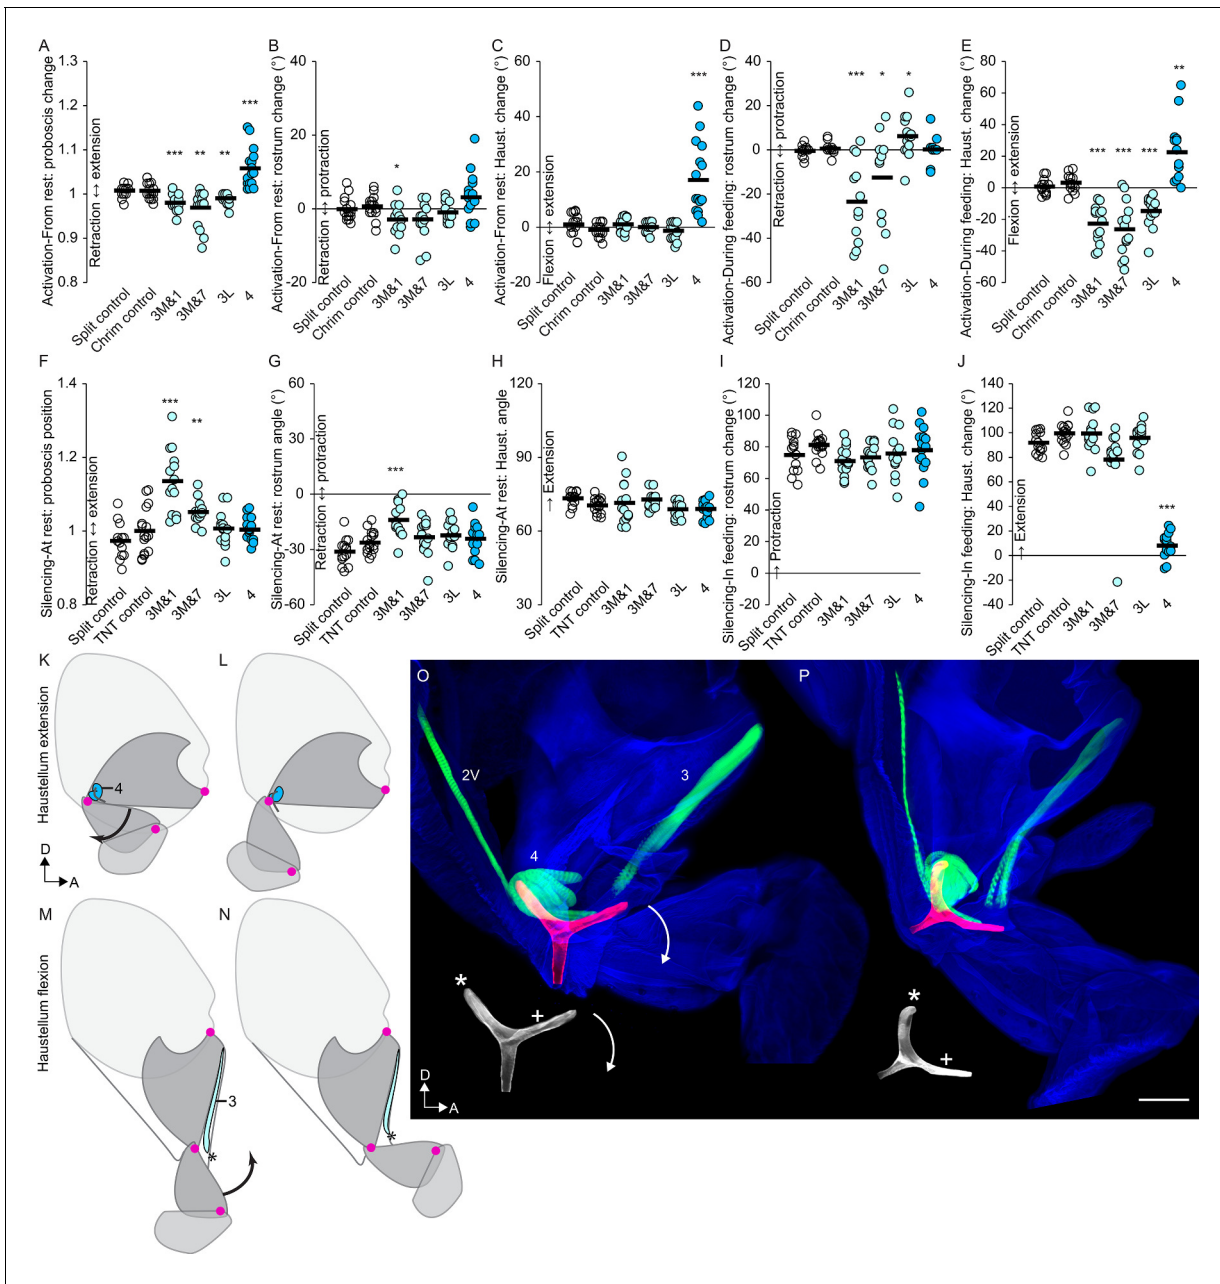 A
Activation-From rest: proboscis change
Retraction ↔ extension
1.3
1.2
1.1
1.0
0.9
0.8
*** ** ** ***
Split control
Chrim control
3M&1
3M&7
3L
4
B
Activation-From rest: rostrum change (°)
Retraction ↔ protraction
40
20
0
-20
*
Split control
Chrim control
3M&1
3M&7
3L
4
C
Activation-From rest: Haust. change (°)
Flexion ↔ extension
60
40
20
0
-20
***
Split control
Chrim control
3M&1
3M&7
3L
4
D
Activation-During feeding: rostrum change (°)
Retraction ↔ protraction
40
20
0
-20
-40
-60
*** * *
Split control
Chrim control
3M&1
3M&7
3L
4
E
Activation-During feeding: Haust. change (°)
Flexion ↔ extension
80
60
40
20
0
-20
-40
-60
*** *** *** **
Split control
Chrim control
3M&1
3M&7
3L
4
F
Silencing-At rest: proboscis position
Retraction ↔ extension
1.4
1.2
1
0.8
*** **
Split control
TNT control
3M&1
3M&7
3L
4
G
Silencing-At rest: rostrum angle (°)
Retraction ↔ protraction
60
30
0
-30
-60
***
Split control
TNT control
3M&1
3M&7
3L
4
H
Silencing-At rest: Haust. angle
→ Extension
120
90
60
30
Split control
TNT control
3M&1
3M&7
3L
4
I
Silencing-In feeding: rostrum change (°)
→ Protraction
120
100
80
60
40
20
0
-20
Split control
TNT control
3M&1
3M&7
3L
4
J
Silencing-In feeding: Haust. change (°)
→ Extension
140
120
100
80
60
40
20
0
-20
-40
***
Split control
TNT control
3M&1
3M&7
3L
4
K
L
Haustellum extension
4
D
A
M
N
Haustellum flexion
3
*
*
O
2V
3
4
*
+
D
A
P
*
+